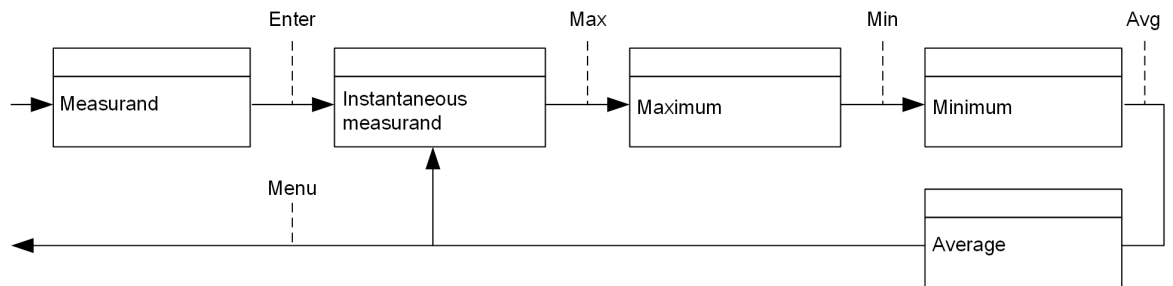 Enter
Max
Min
Avg
Measurand
Instantaneous
measurand
Maximum
Minimum
Menu
Average